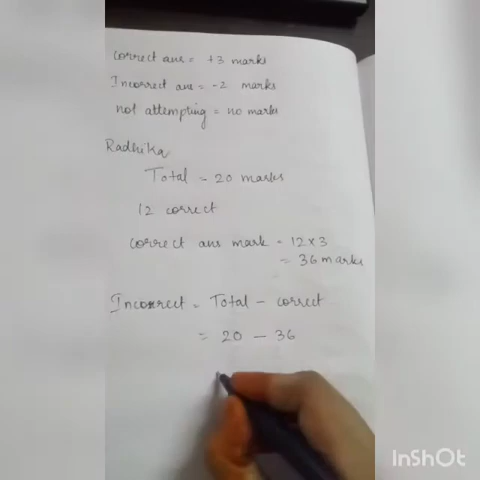 correct ans = +3 marks
Incorrect ans = -2 marks
not attempting = no marks
Radhika
Total = 20 marks
12 correct
correct ans mark = 12 x 3
= 36 marks
Incorrect = Total - correct
= 20 - 36
InShOt